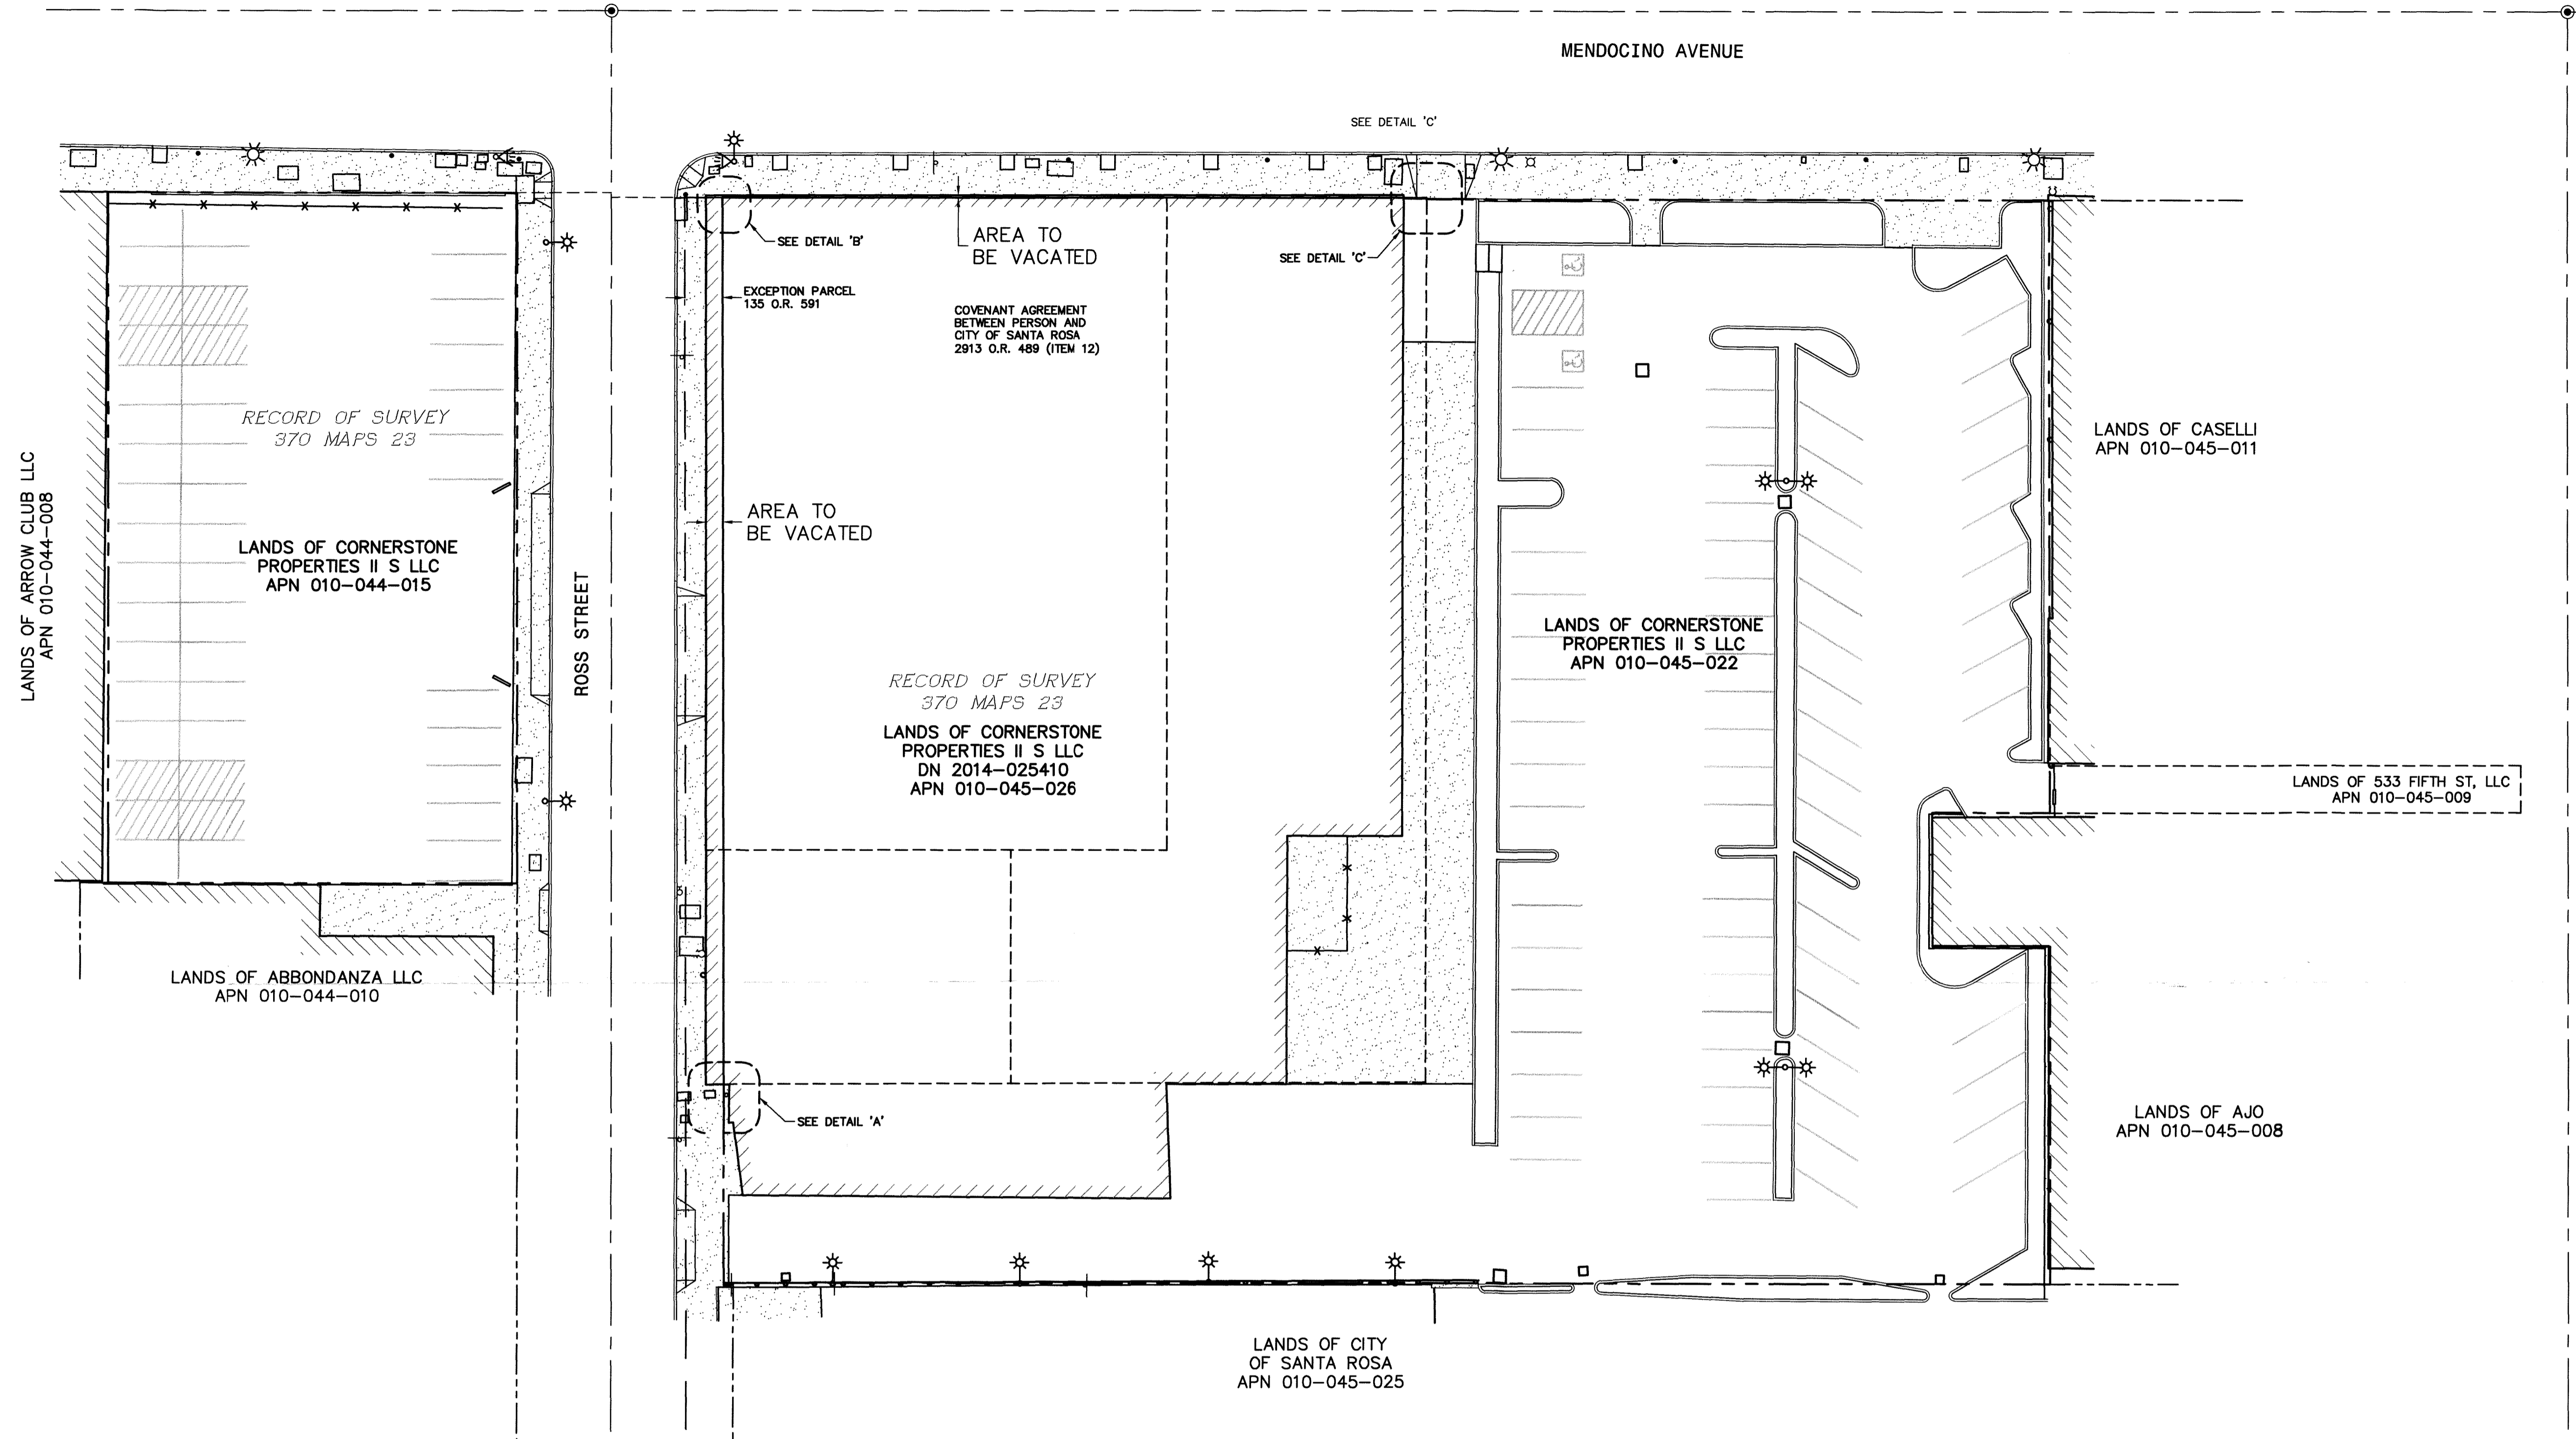 MENDOCINO AVENUE
SEE DETAIL 'C'
SEE DETAIL 'B'
AREA TO
BE VACATED
SEE DETAIL 'C'
EXCEPTION PARCEL
135 O.R. 591
COVENANT AGREEMENT
BETWEEN PERSON AND
CITY OF SANTA ROSA
2913 O.R. 489 (ITEM 12)
RECORD OF SURVEY
370 MAPS 23
LANDS OF CASELLI
APN 010-045-011
LANDS OF ARROW CLUB LLC
APN 010-044-008
AREA TO
BE VACATED
LANDS OF CORNERSTONE
PROPERTIES II S LLC
APN 010-044-015
ROSS STREET
LANDS OF CORNERSTONE
PROPERTIES II S LLC
APN 010-045-022
RECORD OF SURVEY
370 MAPS 23
LANDS OF CORNERSTONE
PROPERTIES II S LLC
DN 2014-025410
APN 010-045-026
LANDS OF 533 FIFTH ST, LLC
APN 010-045-009
LANDS OF ABBONDANZA LLC
APN 010-044-010
SEE DETAIL 'A'
LANDS OF AJO
APN 010-045-008
LANDS OF CITY
OF SANTA ROSA
APN 010-045-025